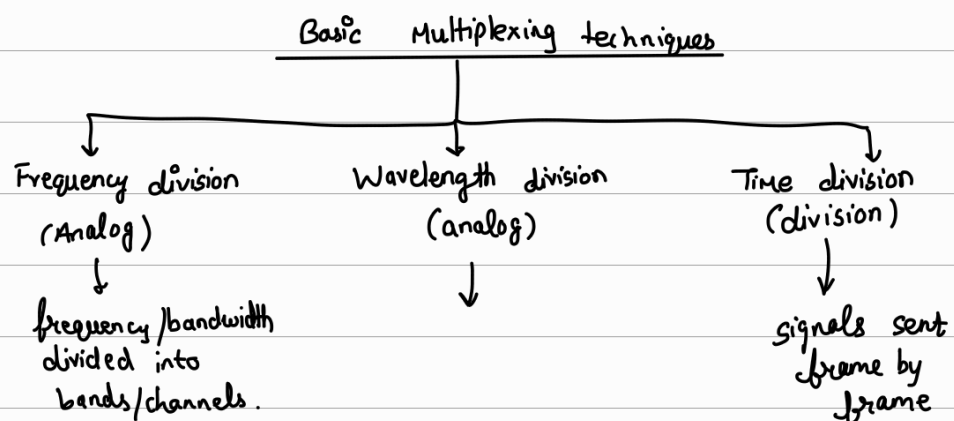 Basic Multiplexing techniques
Frequency division
(Analog)
frequency/bandwidth
divided into
bands/channels.
Wavelength division
(analog)
Time division
(division)
signals sent
frame by
frame